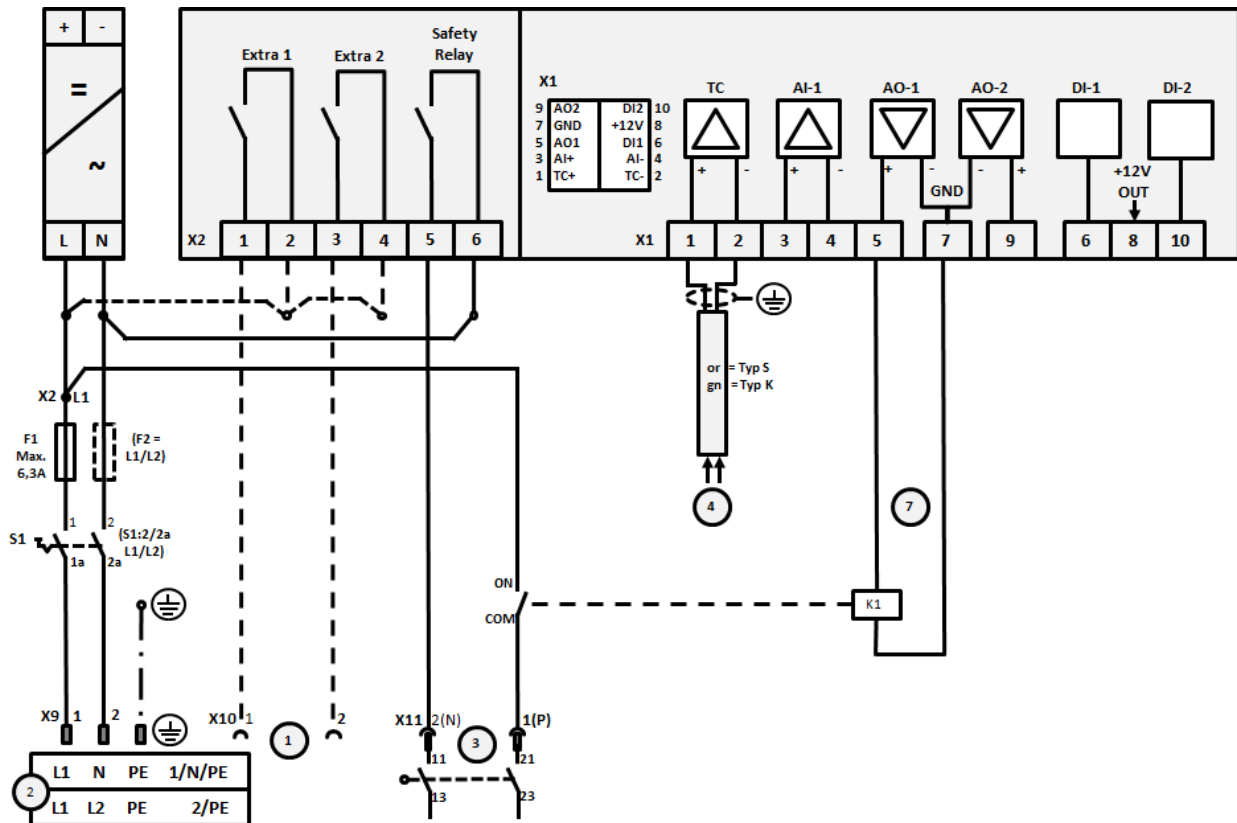 + -
=
~
L N
Extra 1 Extra 2 Safety
Relay
X2 1 2 3 4 5 6
X1
9 AO2 DI2 10
7 GND +12V 8
5 AO1 DI1 6
3 AI+ AI- 4
1 TC+ TC- 2
TC AI-1 AO-1 AO-2 DI-1 DI-2
+ - + - + - - +
GND
+12V
OUT
X1 1 2 3 4 5 7 9 6 8 10
or = Typ S
gn = Typ K
4
7
X2 L1
F1
Max.
6,3A
(F2 =
L1/L2)
S1
1 2
1a 2a
(S1:2/2a
L1/L2)
ON
COM
K1
X9 1 2
X10 1 2
1
X11 2(N) 1(P)
3
11 21
13 23
2
L1 N PE 1/N/PE
L1 L2 PE 2/PE